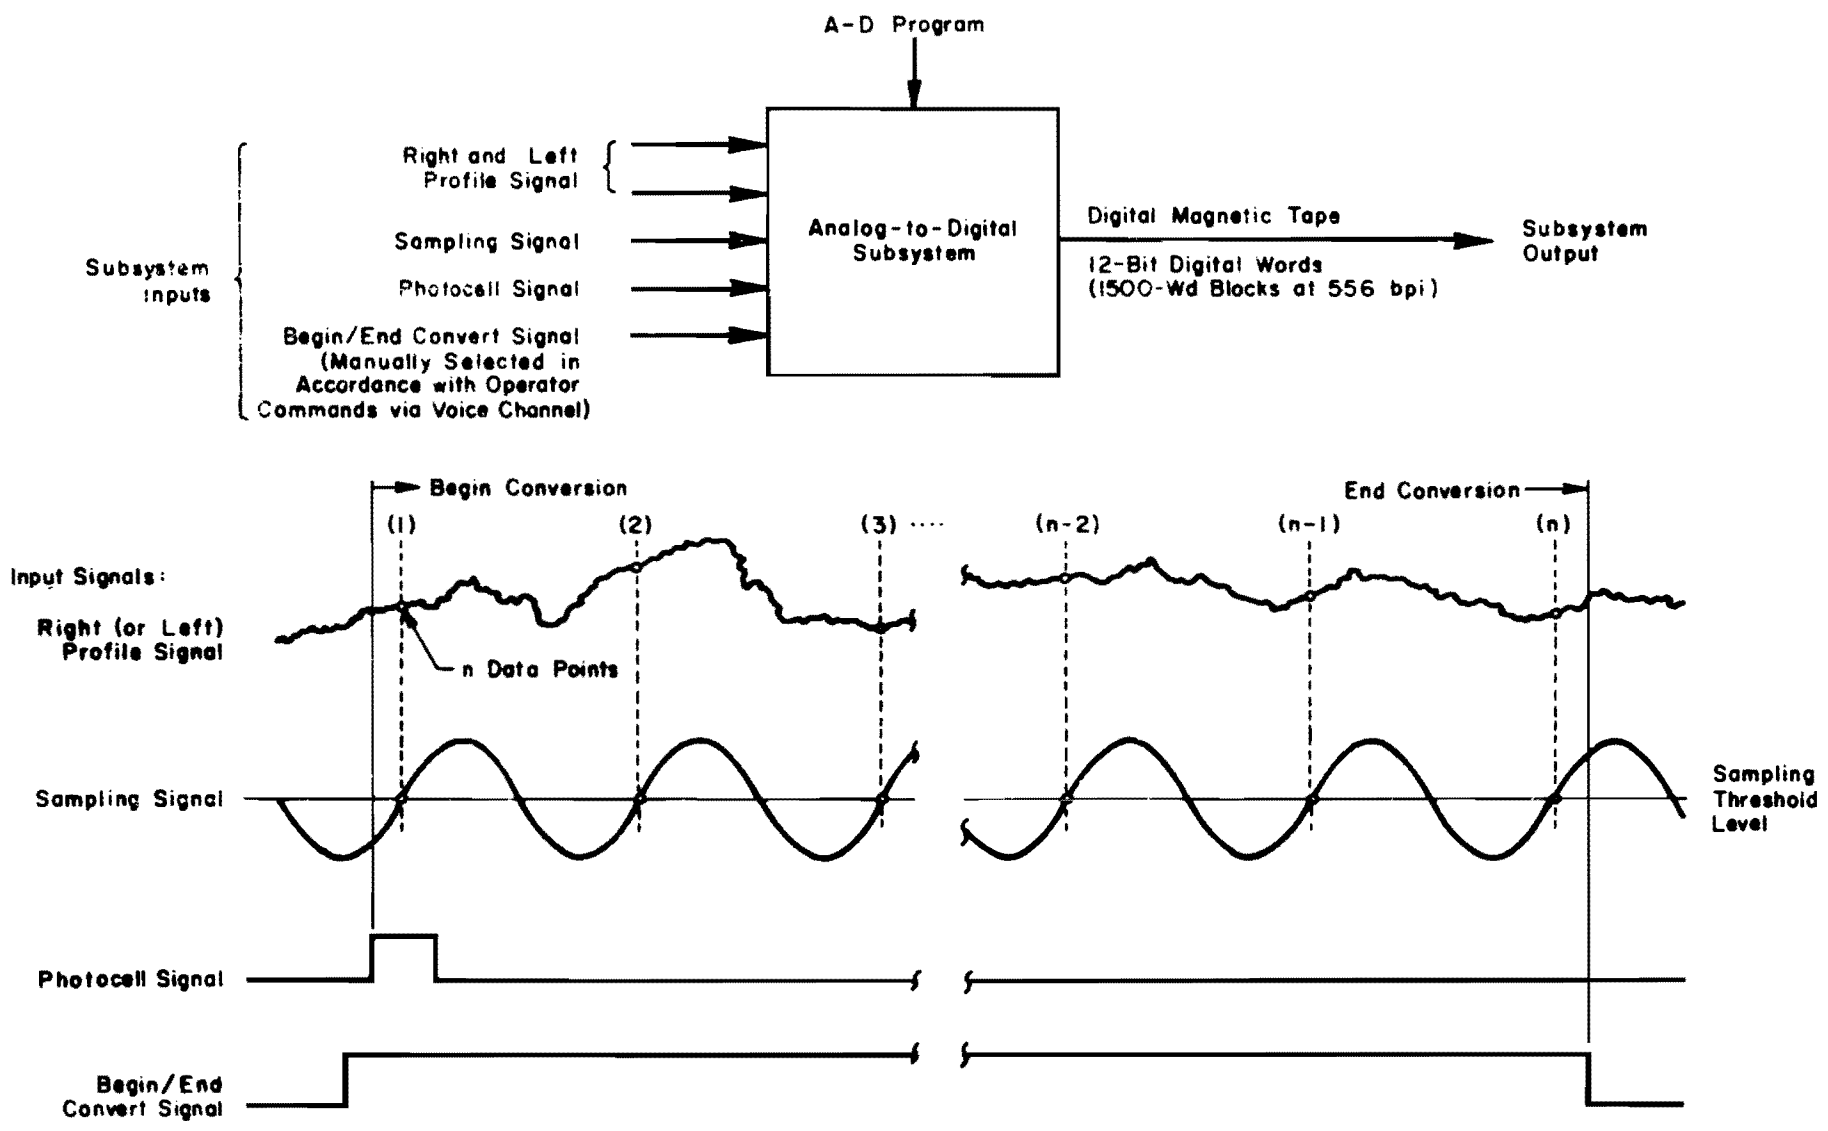 A-D Program
Right and Left
Profile Signal
Sampling Signal
Photocell Signal
Begin/End Convert Signal
(Manually Selected in
Accordance with Operator
Commands via Voice Channel)
Subsystem
Inputs
Analog-to-Digital
Subsystem
Digital Magnetic Tape
12-Bit Digital Words
(1500-Wd Blocks at 556 bpi)
Subsystem
Output
Begin Conversion
End Conversion
(1) (2) (3) .... (n-2) (n-1) (n)
Input Signals:
Right (or Left)
Profile Signal
n Data Points
Sampling Signal
Sampling
Threshold
Level
Photocell Signal
Begin/End
Convert Signal